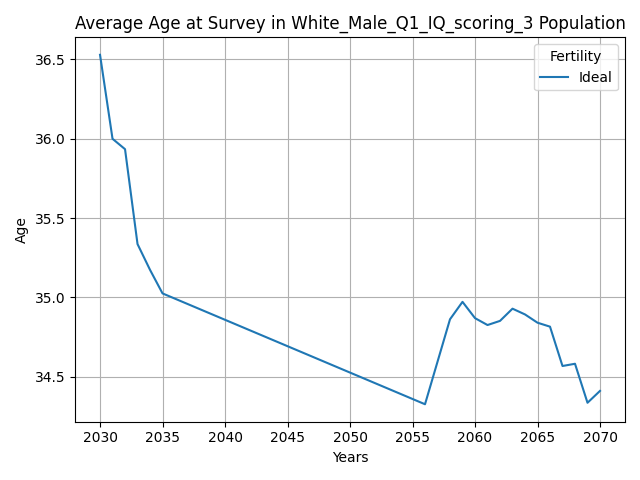 Average Age at Survey in White_Male_Q1_IQ_scoring_3 Population
Fertility
Ideal
36.5
36.0
35.5
35.0
34.5
Age
2030 2035 2040 2045 2050 2055 2060 2065 2070
Years